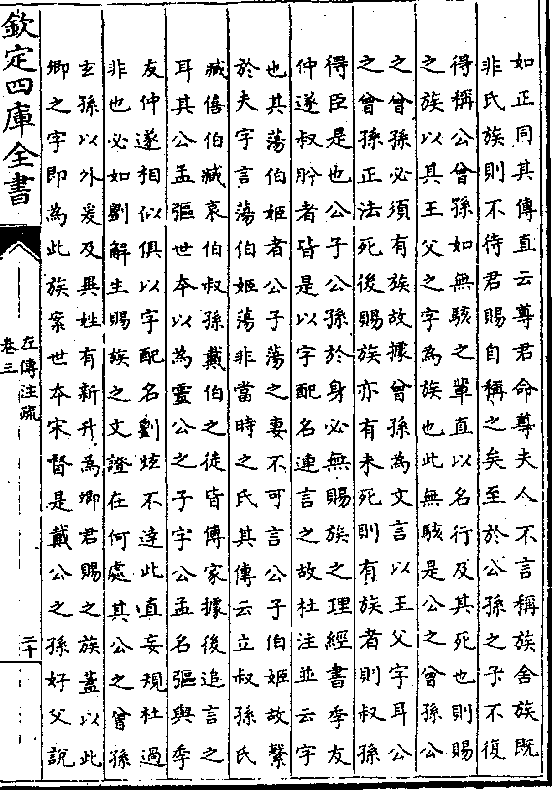 如正同其傳直云尊君命尊夫人不言稱族舍族既
非氏族則不待君賜自稱之矣至於公孫之子不復
得稱公曾孫如無駭之輩直以名行及其死也則賜
之族以其王父之字為族也此無駭是公之曾孫公
之曾孫必須有族故據曾孫為文言以王父字耳公
之曾孫正法死後賜族亦有未死則有族者則叔孫
得臣是也公子公孫於身必無賜族之理經書季友
仲遂叔肸者皆是以字配名連言之故杜注並云字
也其蕩伯姬者公子蕩之妻不可言公子伯姬故繫
於夫字言蕩伯姬蕩非當時之氏其傳云立叔孫氏
臧僖伯臧哀伯叔孫戴伯之徒皆傳家據後追言之
耳其公孟彄世本以為靈公之子字公孟名彄與季
友仲遂相似俱以字配名劉炫不達此直妄規杜過
非也必如劉解生賜族之文證在何處其公之曾孫
玄孫以外爰及異姓有新升為卿君賜之族蓋以此
卿之字即為此族案世本宋督是戴公之孫好父說
欽定四庫全書
左傳注疏
卷三
二十